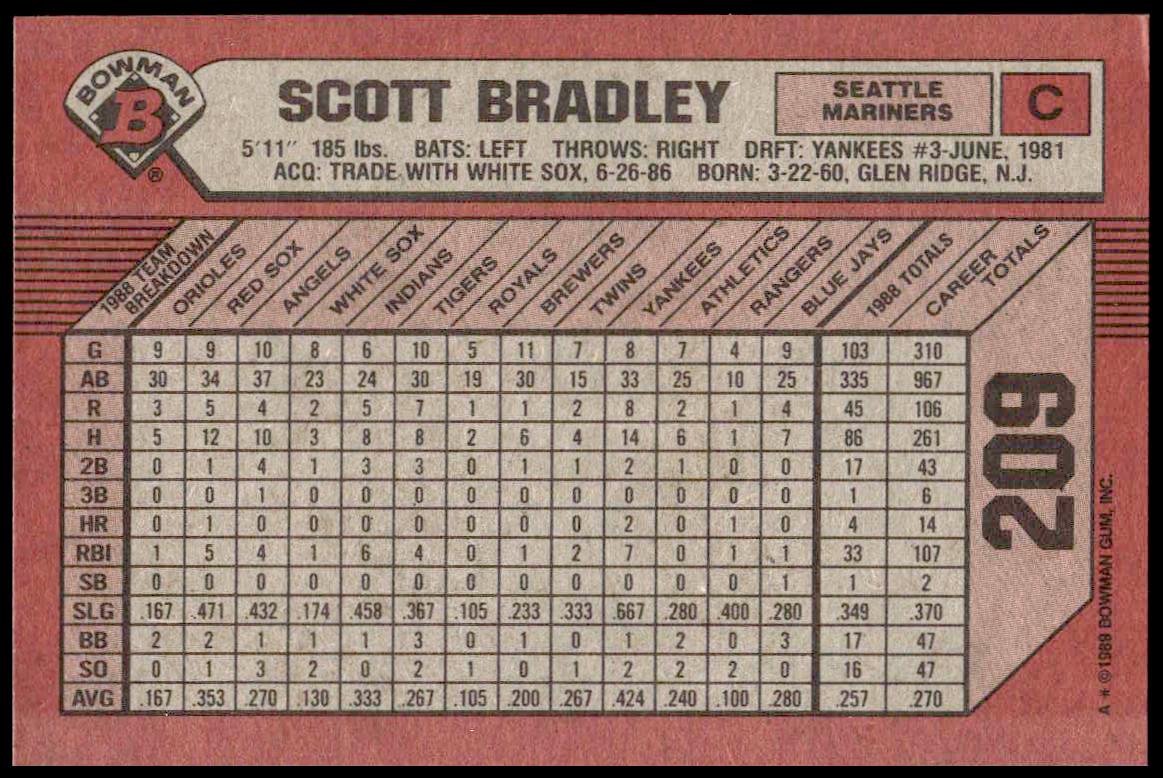 BOWMAN
B
®
SCOTT BRADLEY
SEATTLE
MARINERS
C
5'11" 185 lbs. BATS: LEFT THROWS: RIGHT DRFT: YANKEES #3-JUNE, 1981
ACQ: TRADE WITH WHITE SOX, 6-26-86 BORN: 3-22-60, GLEN RIDGE, N.J.
1988 TEAM
BREAKDOWN
ORIOLES
RED SOX
ANGELS
WHITE SOX
INDIANS
TIGERS
ROYALS
BREWERS
TWINS
YANKEES
ATHLETICS
RANGERS
BLUE JAYS
1988 TOTALS
CAREER
TOTALS
G 9 9 10 8 6 10 5 11 7 8 7 4 9 103 310
AB 30 34 37 23 24 30 19 30 15 33 25 10 25 335 967
R 3 5 4 2 5 7 1 1 2 8 2 1 4 45 106
H 5 12 10 3 8 8 2 6 4 14 6 1 7 86 261
2B 0 1 4 1 3 3 0 1 1 2 1 0 0 17 43
3B 0 0 1 0 0 0 0 0 0 0 0 0 0 1 6
HR 0 1 0 0 0 0 0 0 0 2 0 1 0 4 14
RBI 1 5 4 1 6 4 0 1 2 7 0 1 1 33 107
SB 0 0 0 0 0 0 0 0 0 0 0 0 1 1 2
SLG .167 .471 .432 .174 .458 .367 .105 .233 .333 .667 .280 .400 .280 .349 .370
BB 2 2 1 1 1 3 0 1 0 1 2 0 3 17 47
SO 0 1 3 2 0 2 1 0 1 2 2 2 0 16 47
AVG .167 .353 .270 .130 .333 .267 .105 .200 .267 .424 .240 .100 .280 .257 .270
209
A * ©1989 BOWMAN GUM, INC.